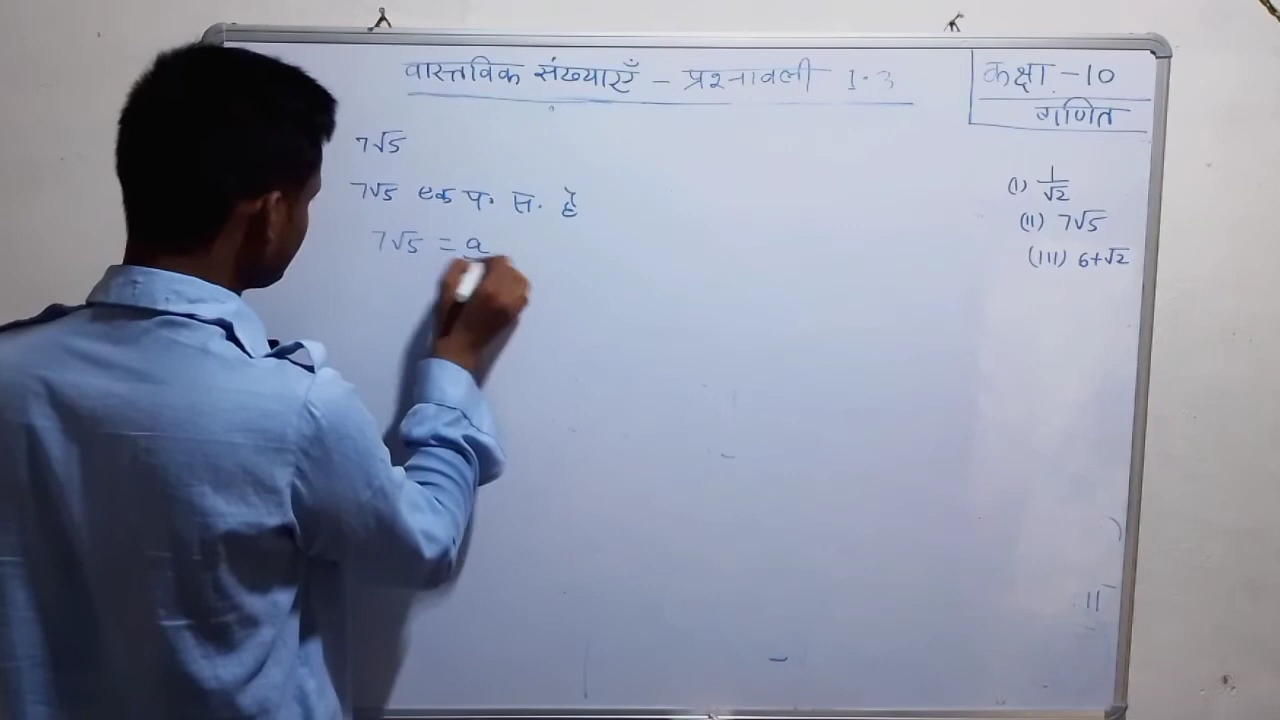 वास्तविक संख्याएँ - प्रश्नावली 1.3
कक्षा - 10
गणित
7√5
7√5 एक प. स. है
7√5 = a
(i) 1/√2
(ii) 7√5
(iii) 6+√2